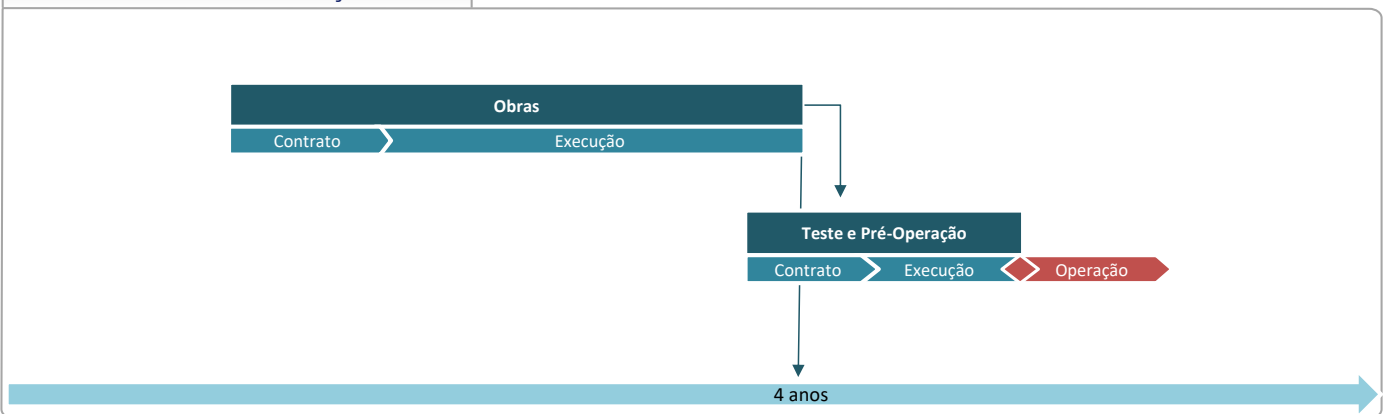 Obras
Contrato
Execução
Teste e Pré-Operação
Contrato
Execução
Operação
4 anos